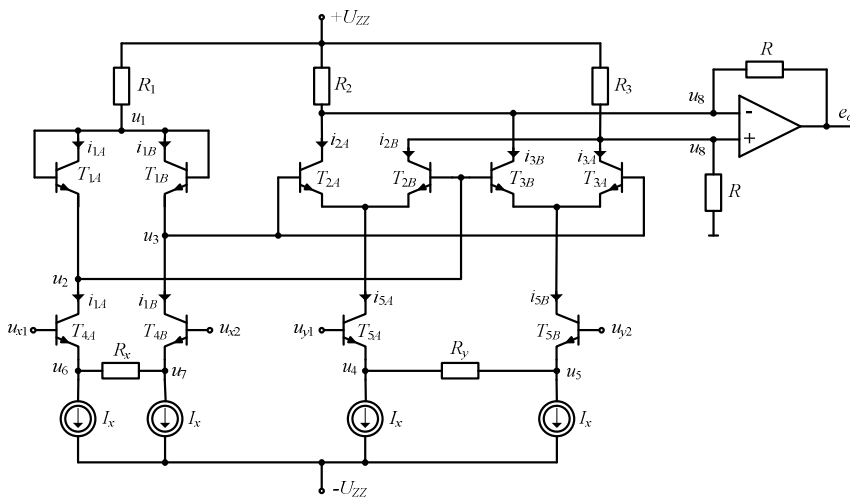 +U_ZZ
R_1 R_2 R_3 R
u_1 u_8 e_o
- +
i_1A i_1B i_2A i_2B i_3B i_3A u_8
T_1A T_1B T_2A T_2B T_3B T_3A R
u_3
u_2
i_1A i_1B i_5A i_5B
u_x1 T_4A T_4B u_x2 u_y1 T_5A T_5B u_y2
R_x R_y
u_6 u_7 u_4 u_5
I_x I_x I_x I_x
-U_ZZ